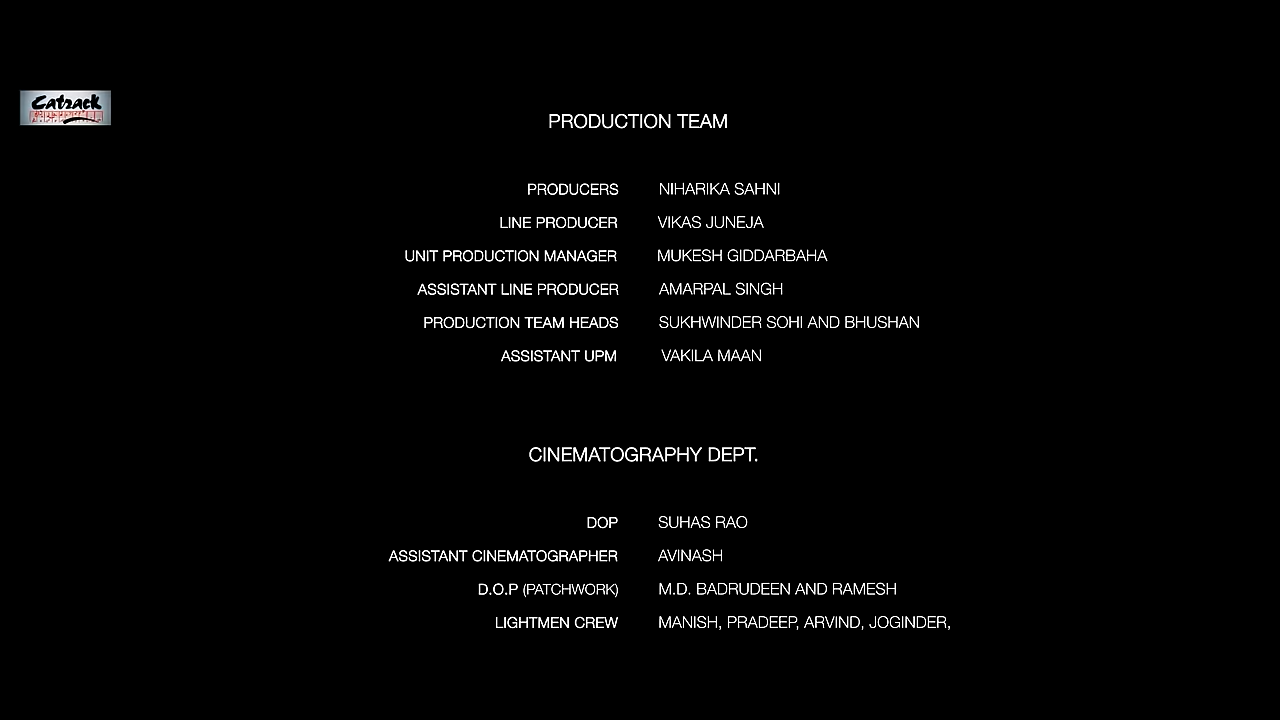 Catrack
PRODUCTION TEAM
PRODUCERS NIHARIKA SAHNI
LINE PRODUCER VIKAS JUNEJA
UNIT PRODUCTION MANAGER MUKESH GIDDARBAHA
ASSISTANT LINE PRODUCER AMARPAL SINGH
PRODUCTION TEAM HEADS SUKHWINDER SOHI AND BHUSHAN
ASSISTANT UPM VAKILA MAAN
CINEMATOGRAPHY DEPT.
DOP SUHAS RAO
ASSISTANT CINEMATOGRAPHER AVINASH
D.O.P (PATCHWORK) M.D. BADRUDEEN AND RAMESH
LIGHTMEN CREW MANISH, PRADEEP, ARVIND, JOGINDER,